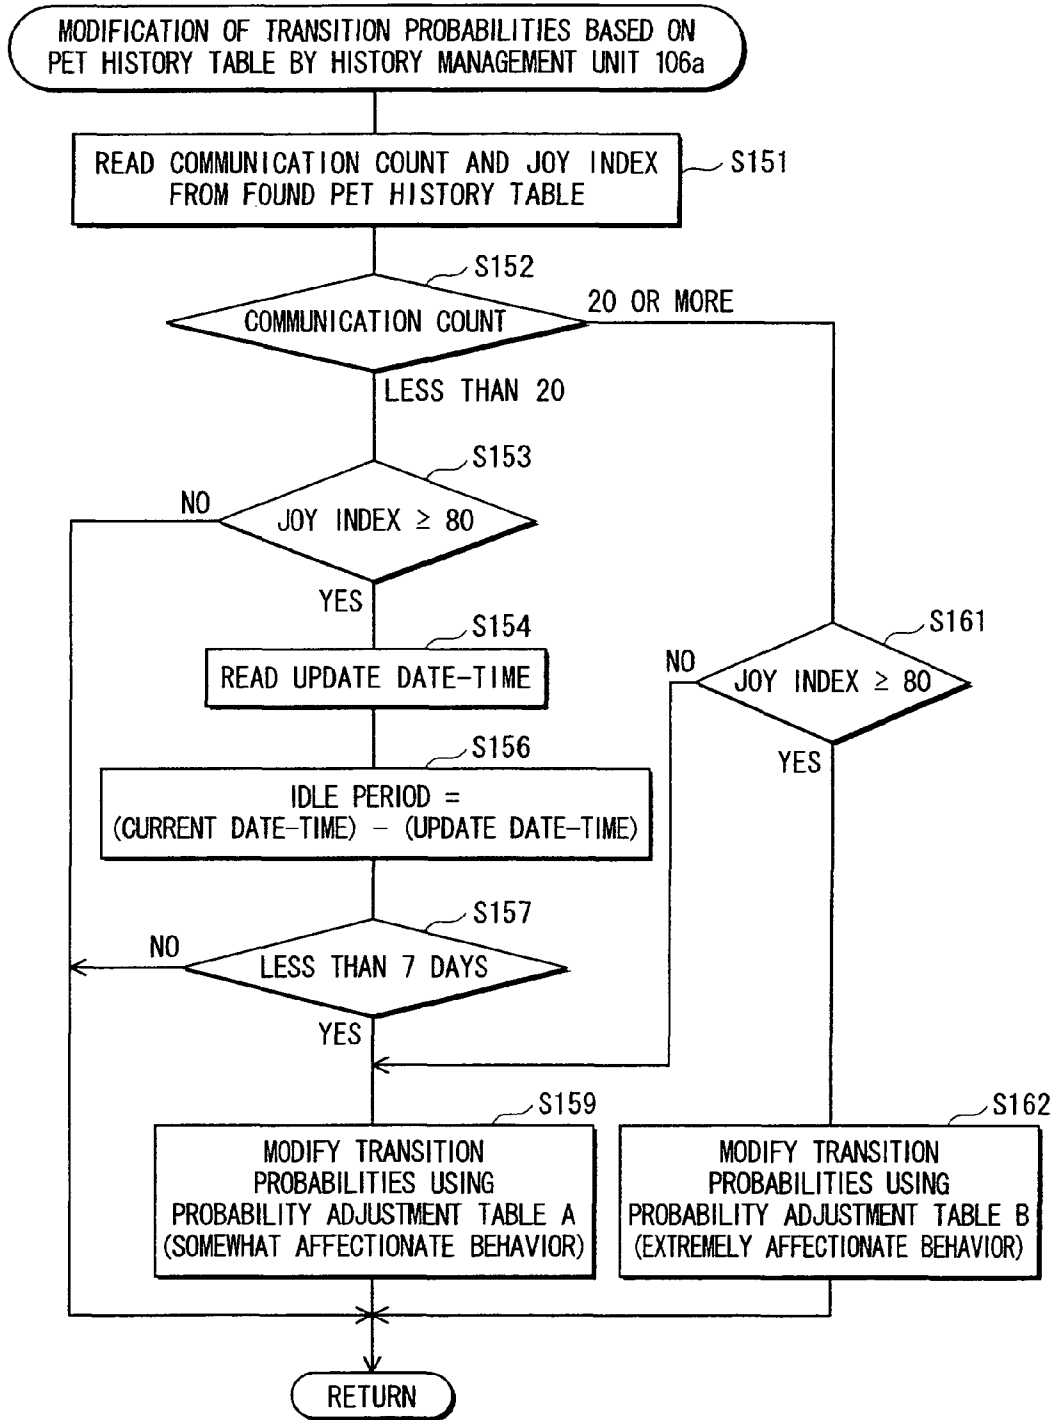 MODIFICATION OF TRANSITION PROBABILITIES BASED ON
PET HISTORY TABLE BY HISTORY MANAGEMENT UNIT 106a
READ COMMUNICATION COUNT AND JOY INDEX
FROM FOUND PET HISTORY TABLE
S151
S152
COMMUNICATION COUNT
20 OR MORE
LESS THAN 20
S153
NO
JOY INDEX ≥ 80
YES
S154
READ UPDATE DATE-TIME
S161
NO
JOY INDEX ≥ 80
YES
S156
IDLE PERIOD =
(CURRENT DATE-TIME) - (UPDATE DATE-TIME)
S157
NO
LESS THAN 7 DAYS
YES
S159
MODIFY TRANSITION
PROBABILITIES USING
PROBABILITY ADJUSTMENT TABLE A
(SOMEWHAT AFFECTIONATE BEHAVIOR)
S162
MODIFY TRANSITION
PROBABILITIES USING
PROBABILITY ADJUSTMENT TABLE B
(EXTREMELY AFFECTIONATE BEHAVIOR)
RETURN